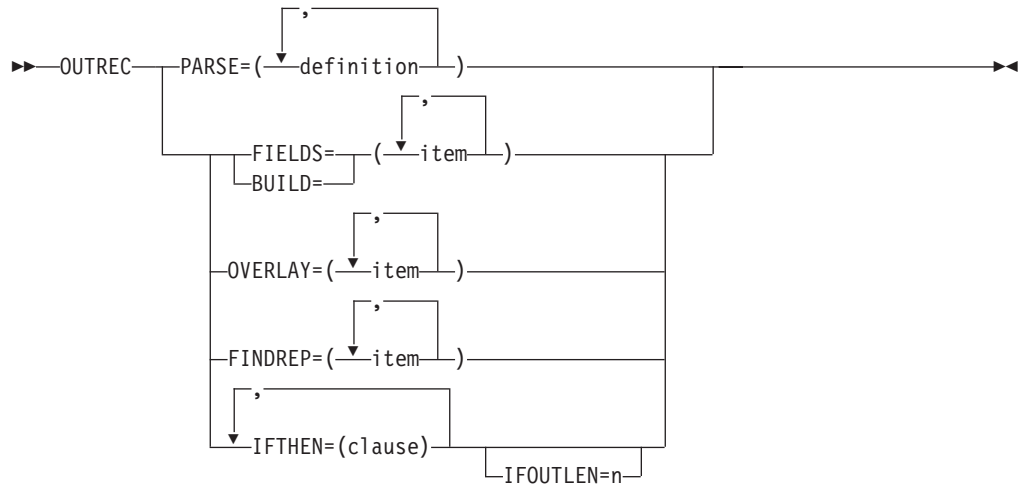 ,
OUTREC PARSE=( definition )
,
FIELDS= ( item )
BUILD=
,
OVERLAY=( item )
,
FINDREP=( item )
,
IFTHEN=(clause)
IFOUTLEN=n